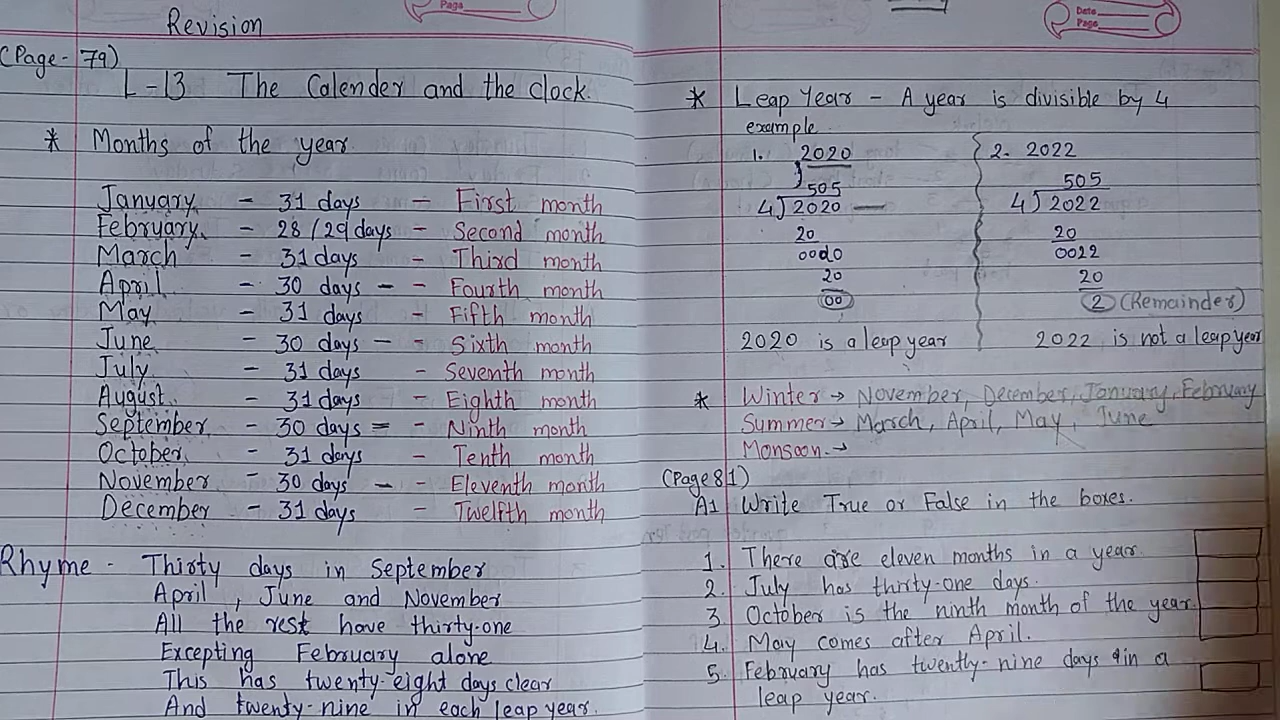 Page
Revision
(Page-79)
L-13 The Calender and the clock.
* Months of the year
January - 31 days - First month
February - 28/29 days - Second month
March - 31 days - Third month
April - 30 days - - Fourth month
May - 31 days - Fifth month
June - 30 days - - Sixth month
July - 31 days - Seventh month
August - 31 days - Eighth month
September - 30 days = - Ninth month
October - 31 days - Tenth month
November - 30 days - - Eleventh month
December - 31 days - Twelfth month
Rhyme - Thirty days in September
April, June and November
All the rest have thirty-one
Excepting February alone
This has twenty-eight days clear
And twenty-nine in each leap year.
Date
Page
* Leap Year - A year is divisible by 4
example.
1. 2020
505
4)2020
20
0020
20
00
2020 is a leap year
2. 2022
505
4)2022
20
0022
20
2 (Remainder)
2022 is not a leap year
* Winter → November, December, January, February
Summer → March, April, May, June
Monsoon →
(Page 81)
A1 Write True or False in the boxes.
1. There are eleven months in a year.
2. July has thirty-one days.
3 October is the ninth month of the year.
4. May comes after April.
5. February has twently-nine days in a
leap year.